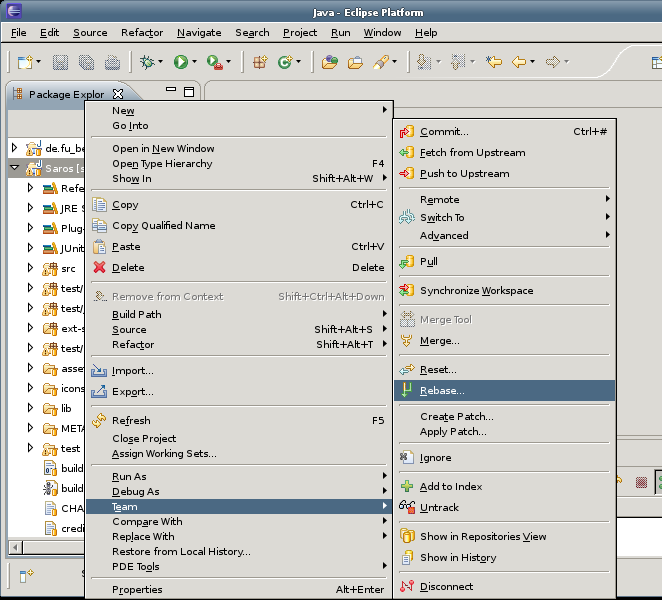 Java - Eclipse Platform
File Edit Source Refactor Navigate Search Project Run Window Help
Package Explor
de.fu_be
Saros [s
Refe
JRE S
Plug-
JUnit
src
test/
test/
ext-s
test/
asse
icons
lib
META
test
build
build
CHA
credi
New
Go Into
Open in New Window
Open Type Hierarchy F4
Show In Shift+Alt+W
Copy Ctrl+C
Copy Qualified Name
Paste Ctrl+V
Delete Delete
Remove from Context Shift+Ctrl+Alt+Down
Build Path
Source Shift+Alt+S
Refactor Shift+Alt+T
Import...
Export...
Refresh F5
Close Project
Assign Working Sets...
Run As
Debug As
Team
Compare With
Replace With
Restore from Local History...
PDE Tools
Properties Alt+Enter
Commit... Ctrl+#
Fetch from Upstream
Push to Upstream
Remote
Switch To
Advanced
Pull
Synchronize Workspace
Merge Tool
Merge...
Reset...
Rebase...
Create Patch...
Apply Patch...
Ignore
Add to Index
Untrack
Show in Repositories View
Show in History
Disconnect